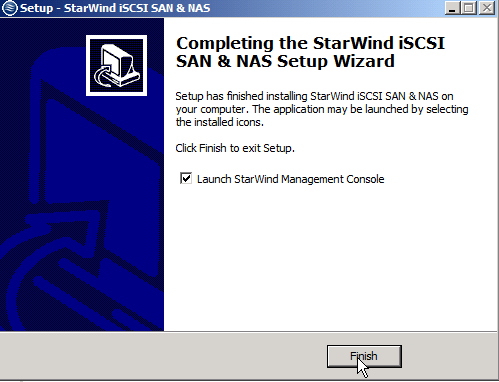 Setup - StarWind iSCSI SAN & NAS
Completing the StarWind iSCSI
SAN & NAS Setup Wizard
Setup has finished installing StarWind iSCSI SAN & NAS on
your computer. The application may be launched by selecting
the installed icons.
Click Finish to exit Setup.
Launch StarWind Management Console
Finish